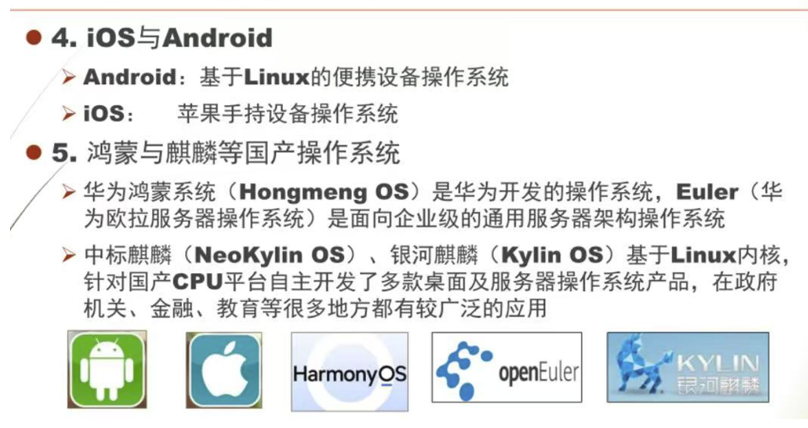 4. iOS与Android
Android：基于Linux的便携设备操作系统
iOS： 苹果手持设备操作系统
5. 鸿蒙与麒麟等国产操作系统
华为鸿蒙系统（Hongmeng OS）是华为开发的操作系统，Euler（华
为欧拉服务器操作系统）是面向企业级的通用服务器架构操作系统
中标麒麟（NeoKylin OS）、银河麒麟（Kylin OS）基于Linux内核，
针对国产CPU平台自主开发了多款桌面及服务器操作系统产品，在政府
机关、金融、教育等很多地方都有较广泛的应用
HarmonyOS
openEuler
KYLIN
银河麒麟